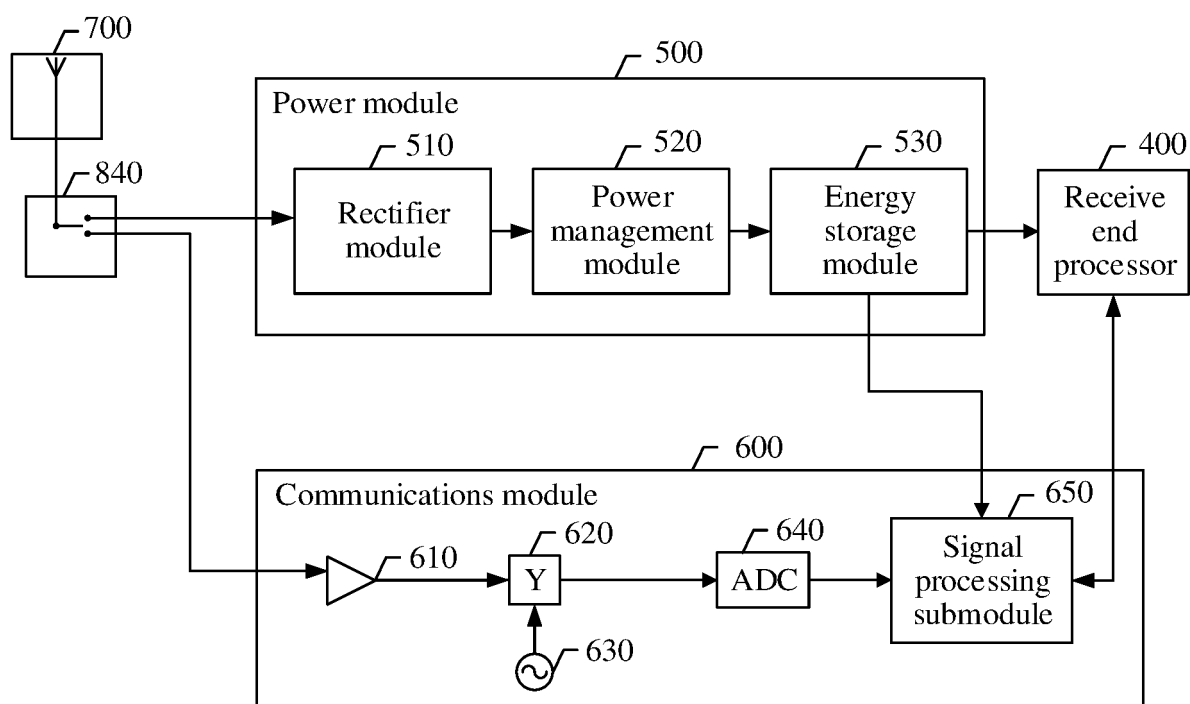 700
500
Power module
510
520
530
400
840
Rectifier
module
Power
management
module
Energy
storage
module
Receive
end
processor
600
Communications module
650
610
620
640
Y
ADC
Signal
processing
submodule
630